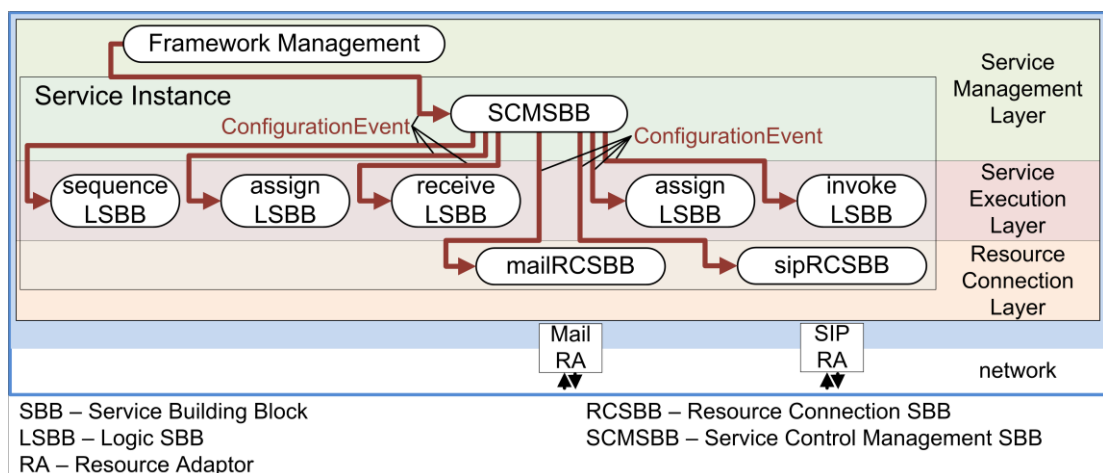 Framework Management
Service
Management
Layer
Service Instance
SCMSBB
ConfigurationEvent
ConfigurationEvent
sequence
LSBB
assign
LSBB
receive
LSBB
assign
LSBB
invoke
LSBB
Service
Execution
Layer
mailRCSBB
sipRCSBB
Resource
Connection
Layer
Mail
RA
SIP
RA
network
SBB – Service Building Block
LSBB – Logic SBB
RA – Resource Adaptor
RCSBB – Resource Connection SBB
SCMSBB – Service Control Management SBB